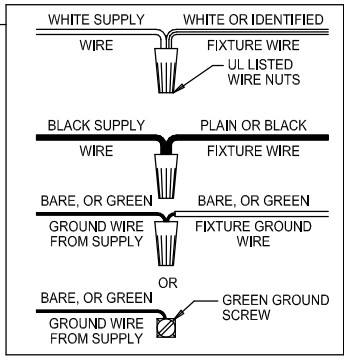 WHITE SUPPLY WHITE OR IDENTIFIED
WIRE FIXTURE WIRE
UL LISTED
WIRE NUTS
BLACK SUPPLY PLAIN OR BLACK
WIRE FIXTURE WIRE
BARE, OR GREEN BARE, OR GREEN
GROUND WIRE FIXTURE GROUND
FROM SUPPLY WIRE
OR
BARE, OR GREEN GREEN GROUND
SCREW
GROUND WIRE
FROM SUPPLY